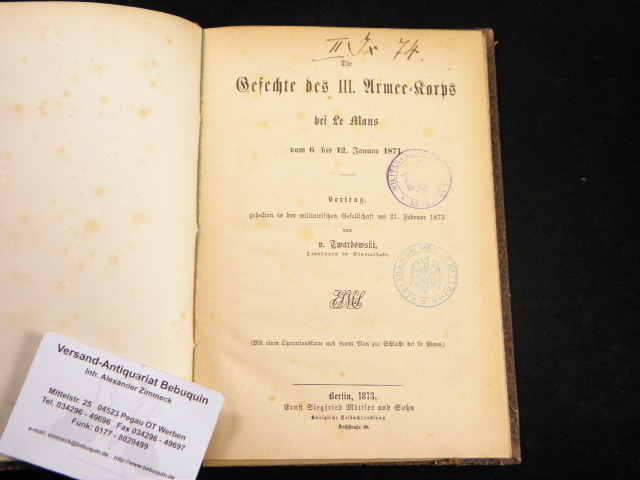 II Ix 74.
Die
Gefechte des III. Armee-Korps
bei Le Mans
vom 6. bis 12. Januar 1871.
Vortrag,
gehalten in der militairischen Gesellschaft am 21. Februar 1873
von
v. Twardowski,
Hauptmann im Generalstabe.
(Mit einer Operationskarte und einem Plan zur Schlacht bei Le Mans.)
Berlin, 1873.
Ernst Siegfried Mittler und Sohn
Königliche Hofbuchhandlung
Kochstraße 69.
Versand-Antiquariat Bebuquin
Inh. Alexander Zimmeck
Mittelstr. 25 04523 Pegau OT Werben
Tel. 034296 - 49696 Fax 034296 - 49697
Funk: 0177 - 8029499
e-mail: zimmeck@bebuquin.de http://www.bebuquin.de